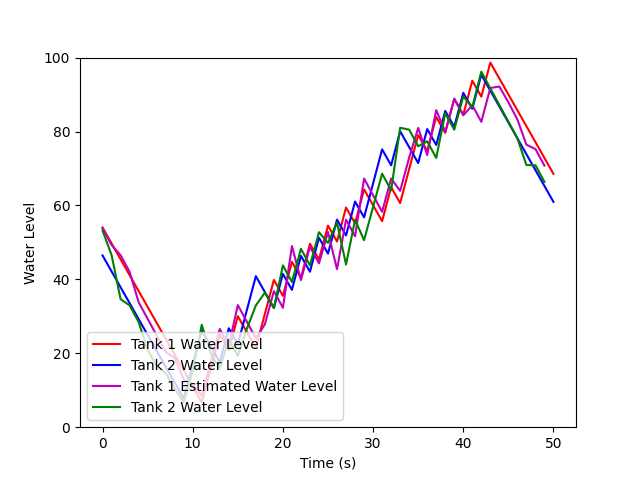 100
80
60
40
20
0
Water Level
Tank 1 Water Level
Tank 2 Water Level
Tank 1 Estimated Water Level
Tank 2 Water Level
0 10 20 30 40 50
Time (s)